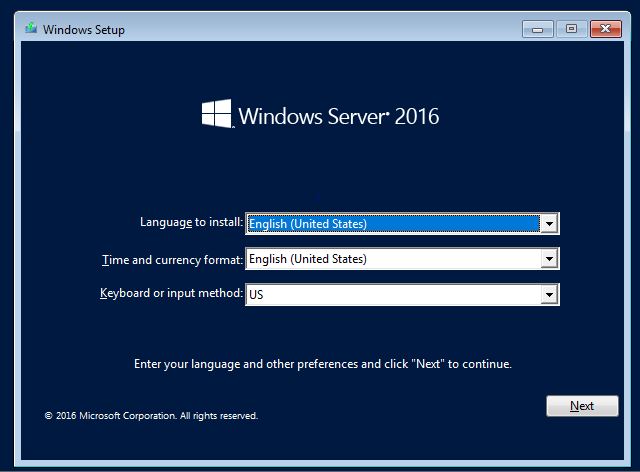 Windows Setup
Windows Server® 2016
Language to install: English (United States)
Time and currency format: English (United States)
Keyboard or input method: US
Enter your language and other preferences and click "Next" to continue.
Next
© 2016 Microsoft Corporation. All rights reserved.